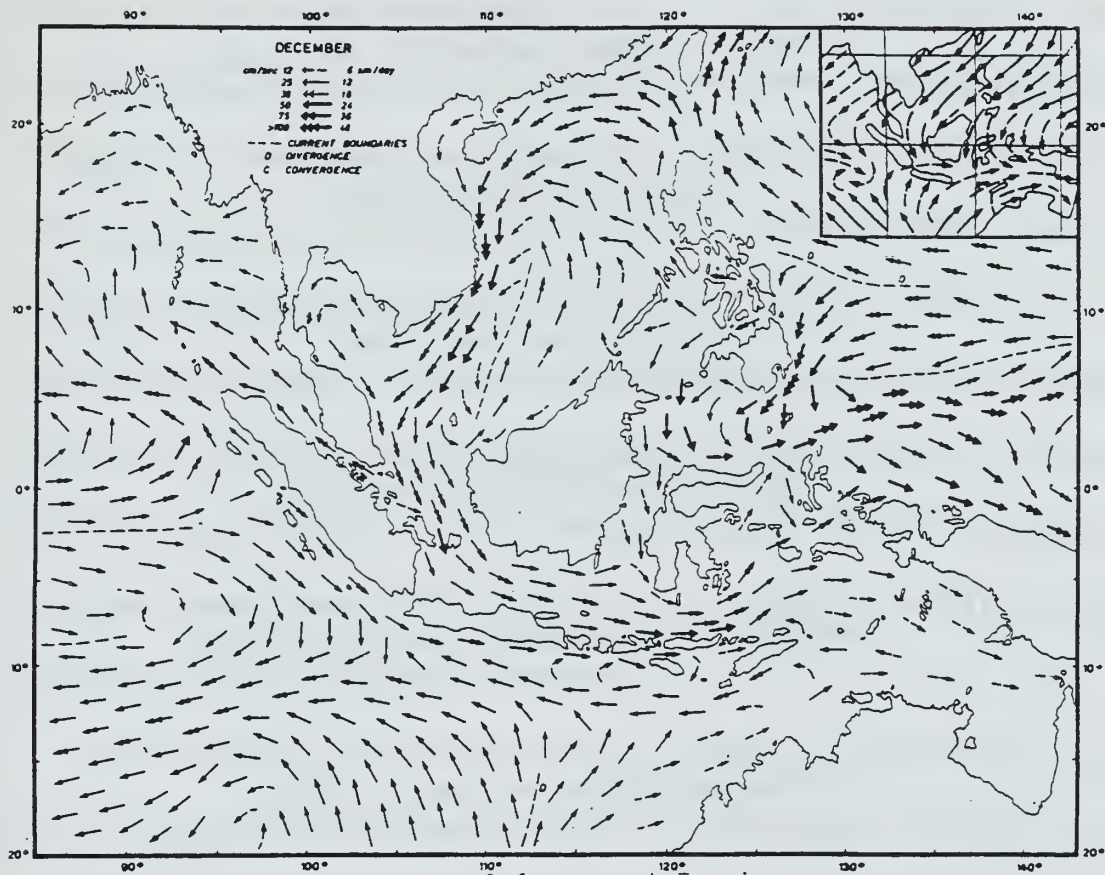 90° 100° 110° 120° 130° 140°
DECEMBER
cm/sec 12 6 sm/day
25 12
38 18
50 24
75 36
>100 48
CURRENT BOUNDARIES
D DIVERGENCE
C CONVERGENCE
20° 20°
10° 10°
0° 0°
10° 10°
20° 20°
90° 100° 110° 120° 130° 140°